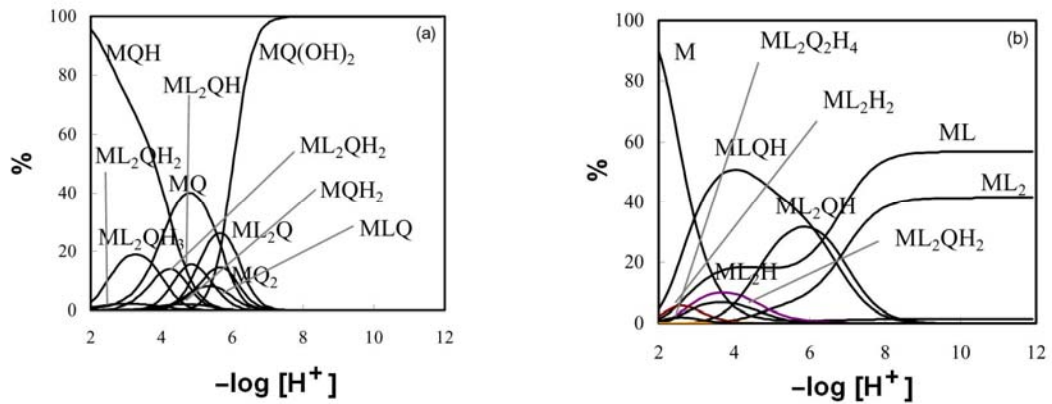 100
(a)
MQH
MQ(OH)₂
80
ML₂QH
60
ML₂QH₂
ML₂QH₂
%
40
MQ
MQH₂
ML₂Q
MLQ
20
ML₂QH₃
MQ₂
0
2 4 6 8 10 11 12
−log [H⁺]
100
(b)
ML₂Q₂H₄
M
80
ML₂H₂
ML
60
MLQH
%
ML₂
40
ML₂QH
ML₂QH₂
20
ML₂H
0
2 4 6 8 10 12
−log [H⁺]